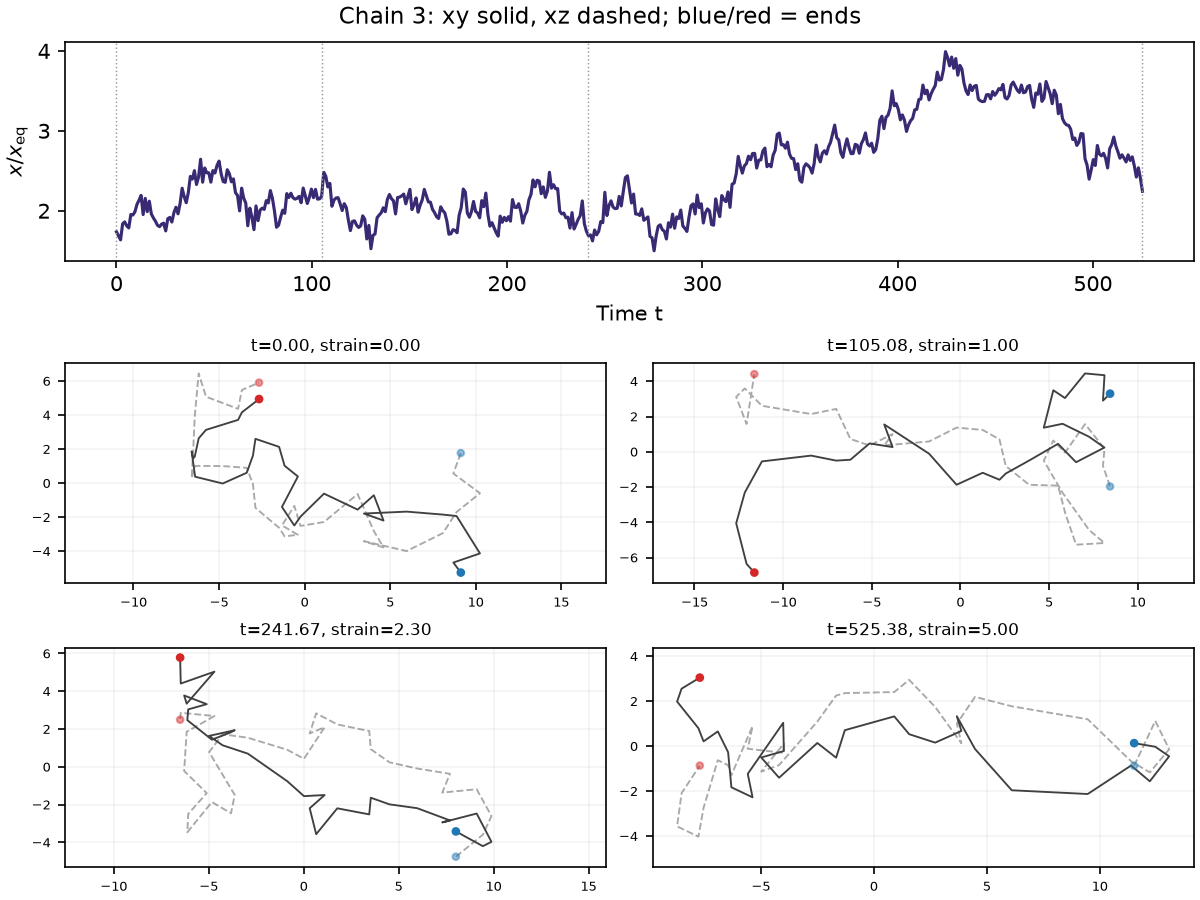 Chain 3: xy solid, xz dashed; blue/red = ends
4
3
2
x/x_eq
0 100 200 300 400 500
Time t
t=0.00, strain=0.00
6
4
2
0
−2
−4
−10 −5 0 5 10 15
t=105.08, strain=1.00
4
2
0
−2
−4
−6
−15 −10 −5 0 5 10
t=241.67, strain=2.30
6
4
2
0
−2
−4
−10 −5 0 5 10 15
t=525.38, strain=5.00
4
2
0
−2
−4
−5 0 5 10